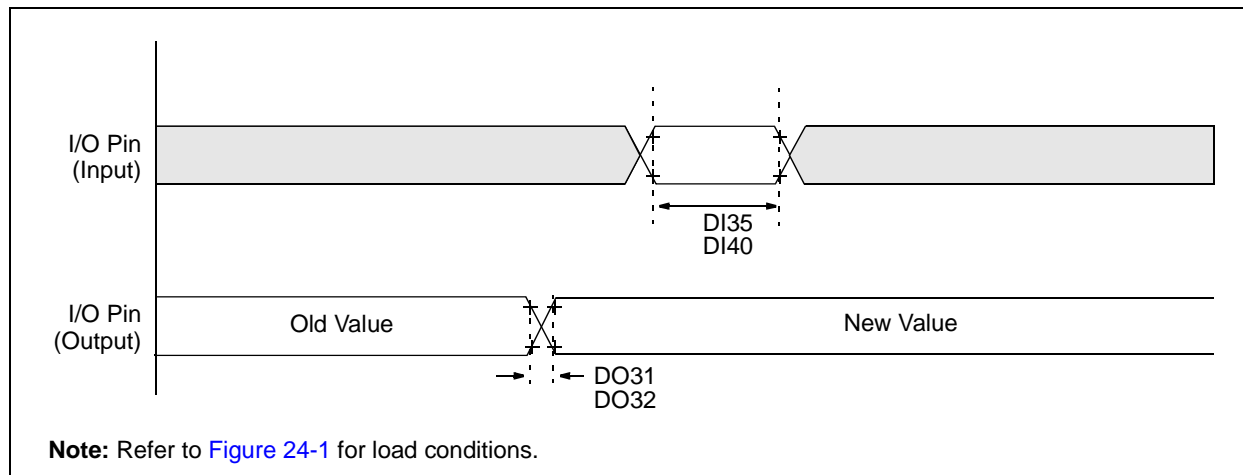 I/O Pin
(Input)
DI35
DI40
I/O Pin
(Output)
Old Value
New Value
DO31
DO32
Note: Refer to Figure 24-1 for load conditions.